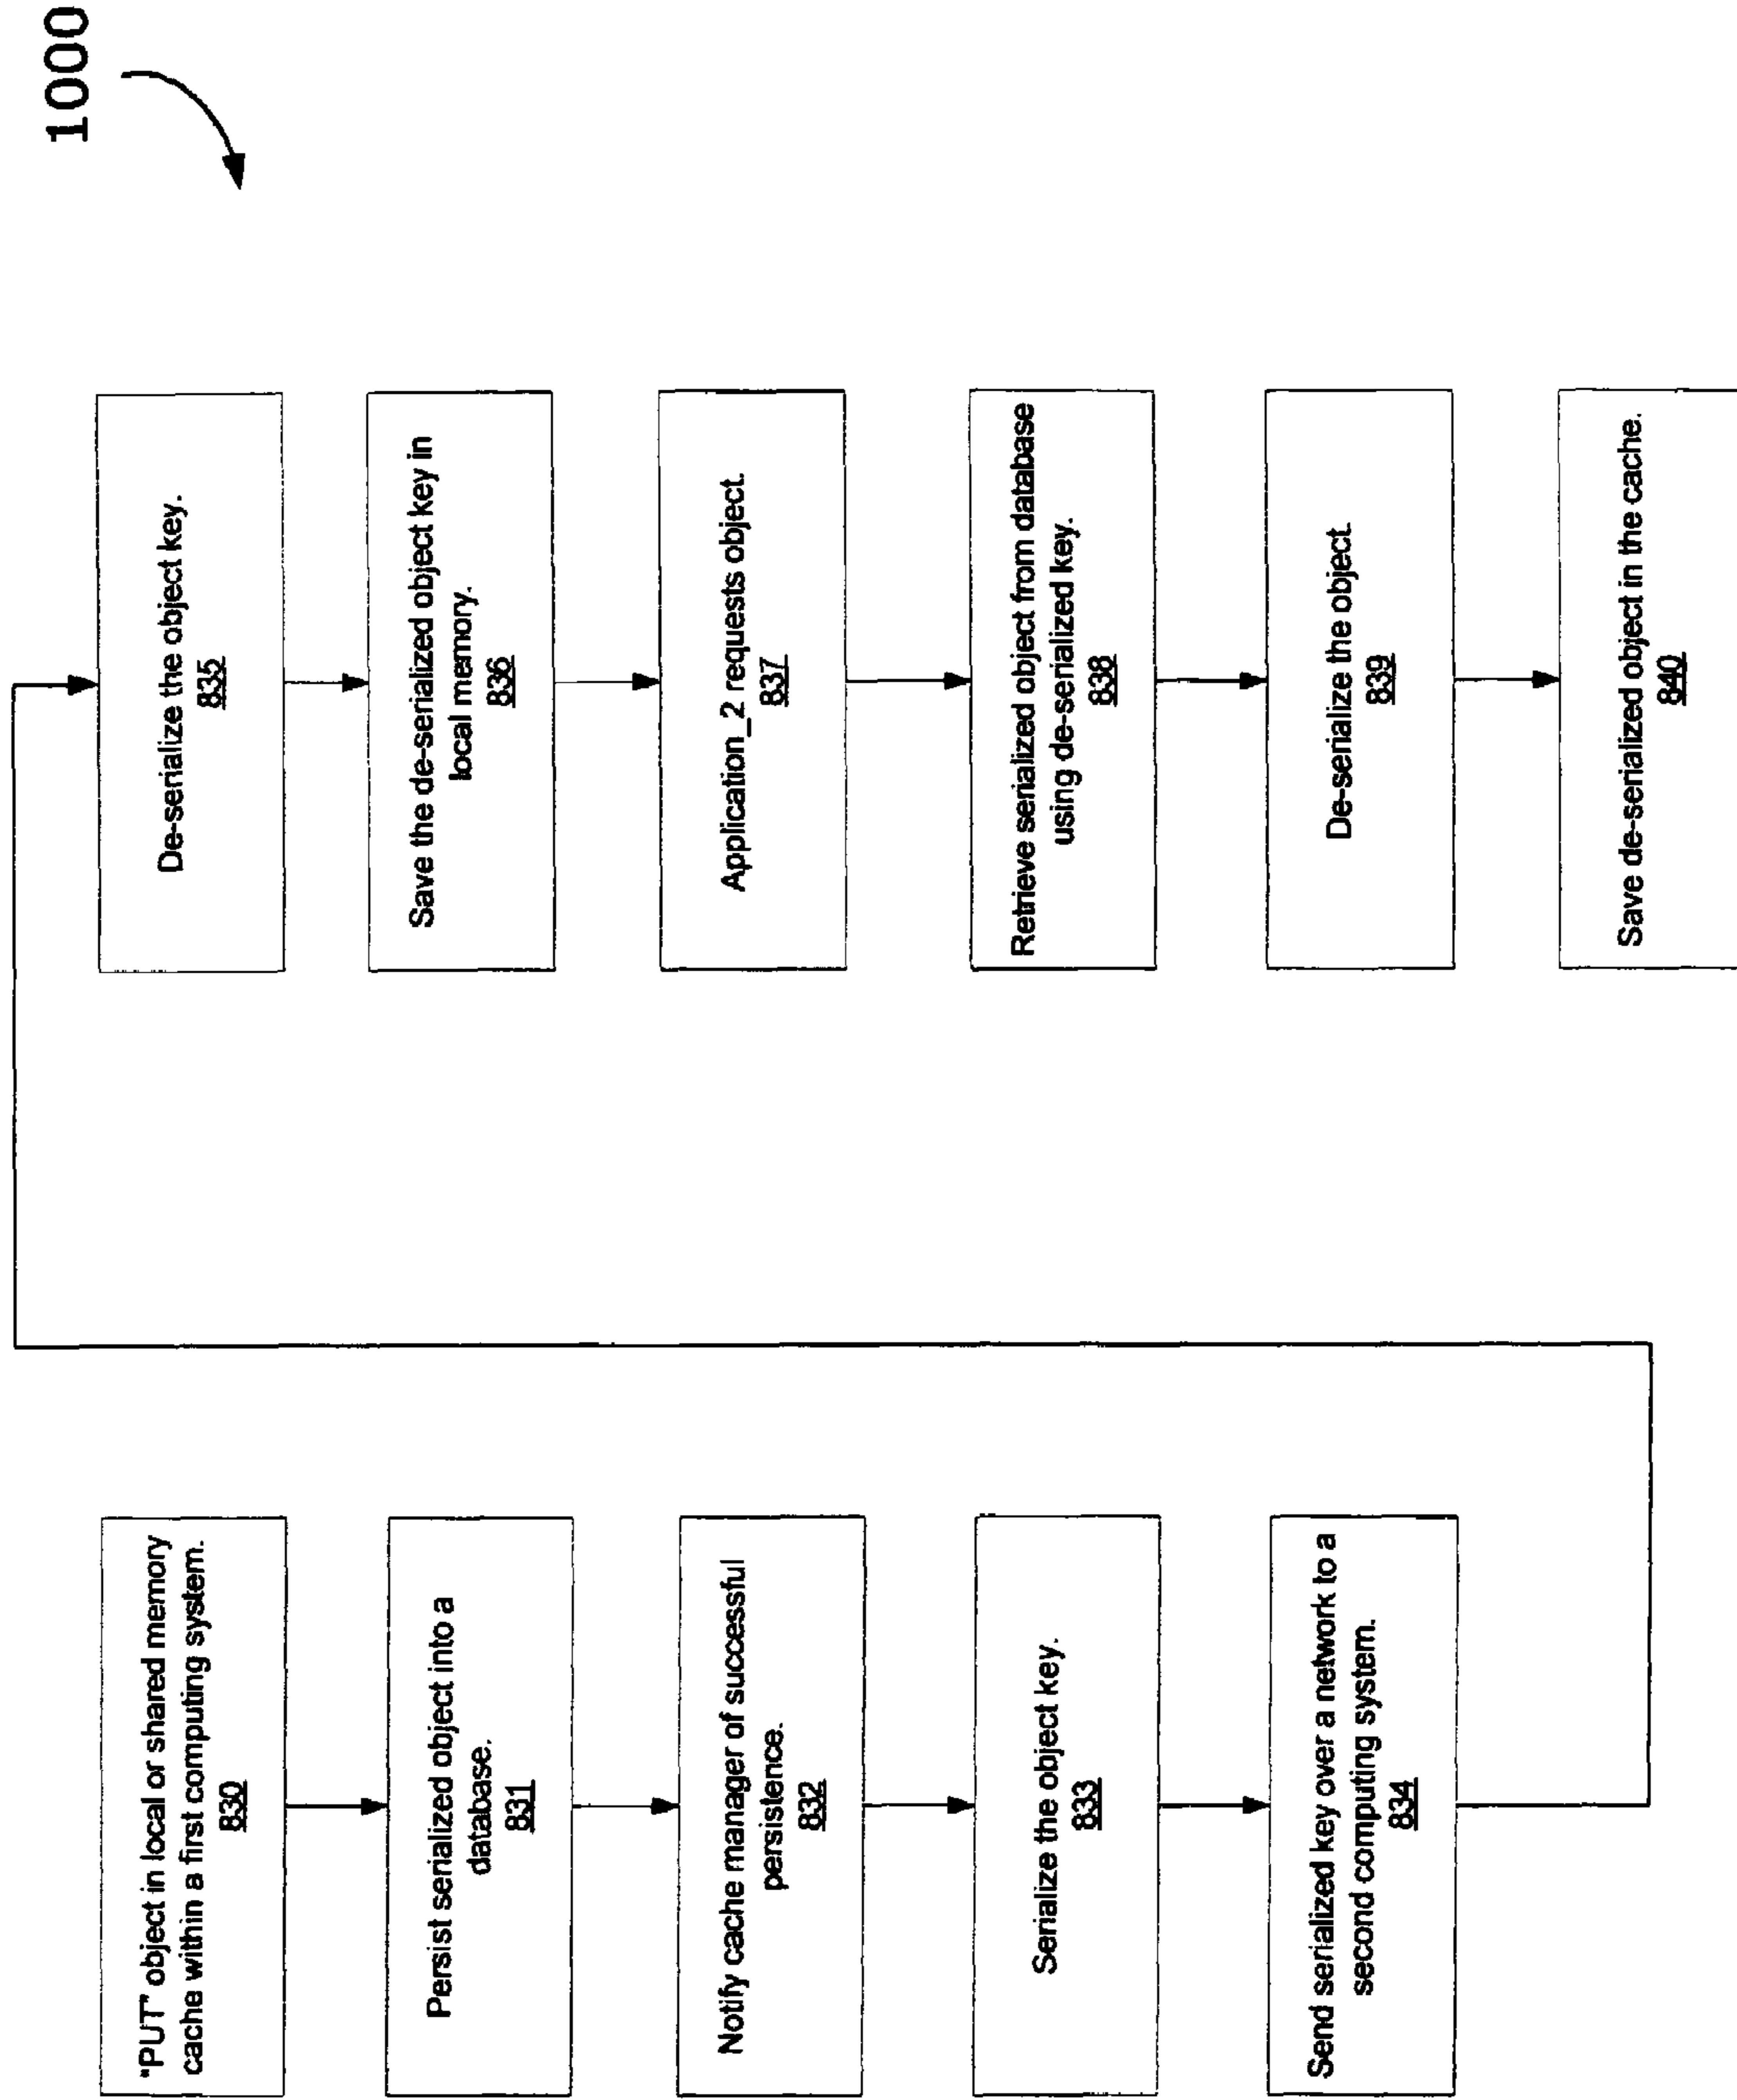 1000
"PUT" object in local or shared memory
cache within a first computing system.
830
Persist serialized object into a
database.
831
Notify cache manager of successful
persistence.
832
Serialize the object key.
833
Send serialized key over a network to a
second computing system.
834
De-serialize the object key.
835
Save the de-serialized object key in
local memory.
836
Application_2 requests object.
837
Retrieve serialized object from database
using de-serialized key.
838
De-serialize the object.
839
Save de-serialized object in the cache.
840